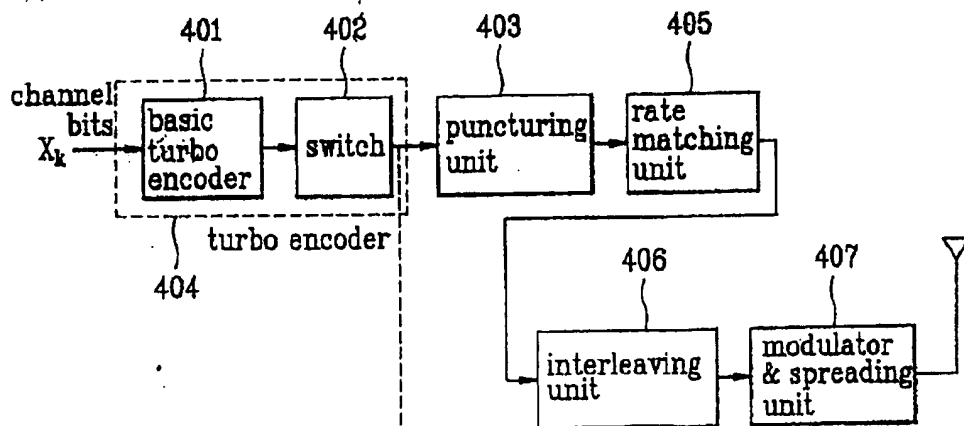 401
402
403
405
channel
bits
Xk
basic
turbo
encoder
switch
puncturing
unit
rate
matching
unit
turbo encoder
404
406
407
interleaving
unit
modulator
& spreading
unit